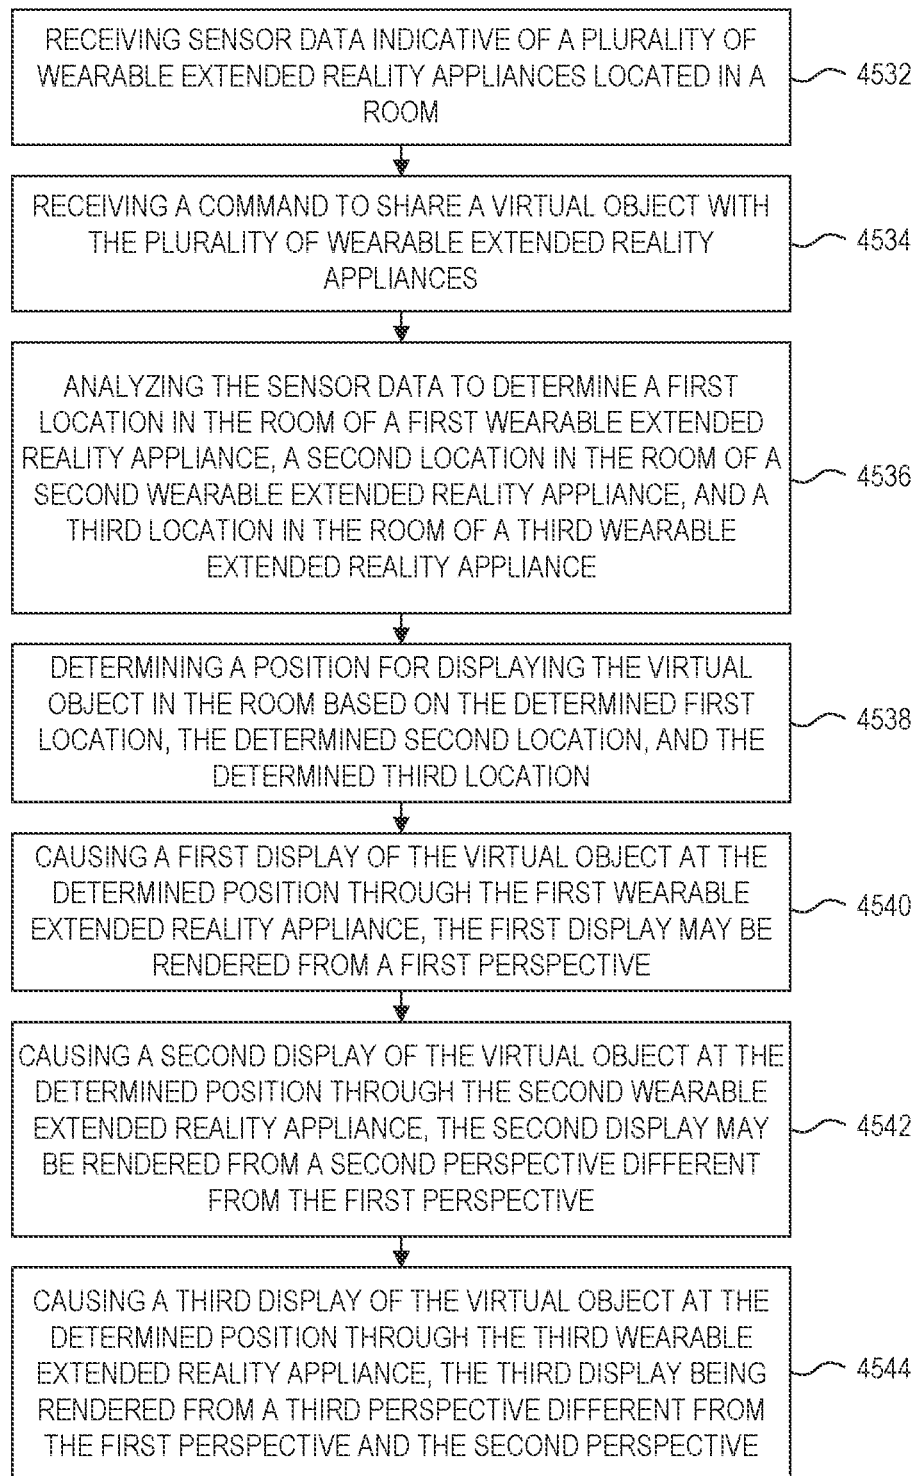 RECEIVING SENSOR DATA INDICATIVE OF A PLURALITY OF
WEARABLE EXTENDED REALITY APPLIANCES LOCATED IN A
ROOM
4532
RECEIVING A COMMAND TO SHARE A VIRTUAL OBJECT WITH
THE PLURALITY OF WEARABLE EXTENDED REALITY
APPLIANCES
4534
ANALYZING THE SENSOR DATA TO DETERMINE A FIRST
LOCATION IN THE ROOM OF A FIRST WEARABLE EXTENDED
REALITY APPLIANCE, A SECOND LOCATION IN THE ROOM OF A
SECOND WEARABLE EXTENDED REALITY APPLIANCE, AND A
THIRD LOCATION IN THE ROOM OF A THIRD WEARABLE
EXTENDED REALITY APPLIANCE
4536
DETERMINING A POSITION FOR DISPLAYING THE VIRTUAL
OBJECT IN THE ROOM BASED ON THE DETERMINED FIRST
LOCATION, THE DETERMINED SECOND LOCATION, AND THE
DETERMINED THIRD LOCATION
4538
CAUSING A FIRST DISPLAY OF THE VIRTUAL OBJECT AT THE
DETERMINED POSITION THROUGH THE FIRST WEARABLE
EXTENDED REALITY APPLIANCE, THE FIRST DISPLAY MAY BE
RENDERED FROM A FIRST PERSPECTIVE
4540
CAUSING A SECOND DISPLAY OF THE VIRTUAL OBJECT AT THE
DETERMINED POSITION THROUGH THE SECOND WEARABLE
EXTENDED REALITY APPLIANCE, THE SECOND DISPLAY MAY
BE RENDERED FROM A SECOND PERSPECTIVE DIFFERENT
FROM THE FIRST PERSPECTIVE
4542
CAUSING A THIRD DISPLAY OF THE VIRTUAL OBJECT AT THE
DETERMINED POSITION THROUGH THE THIRD WEARABLE
EXTENDED REALITY APPLIANCE, THE THIRD DISPLAY BEING
RENDERED FROM A THIRD PERSPECTIVE DIFFERENT FROM
THE FIRST PERSPECTIVE AND THE SECOND PERSPECTIVE
4544